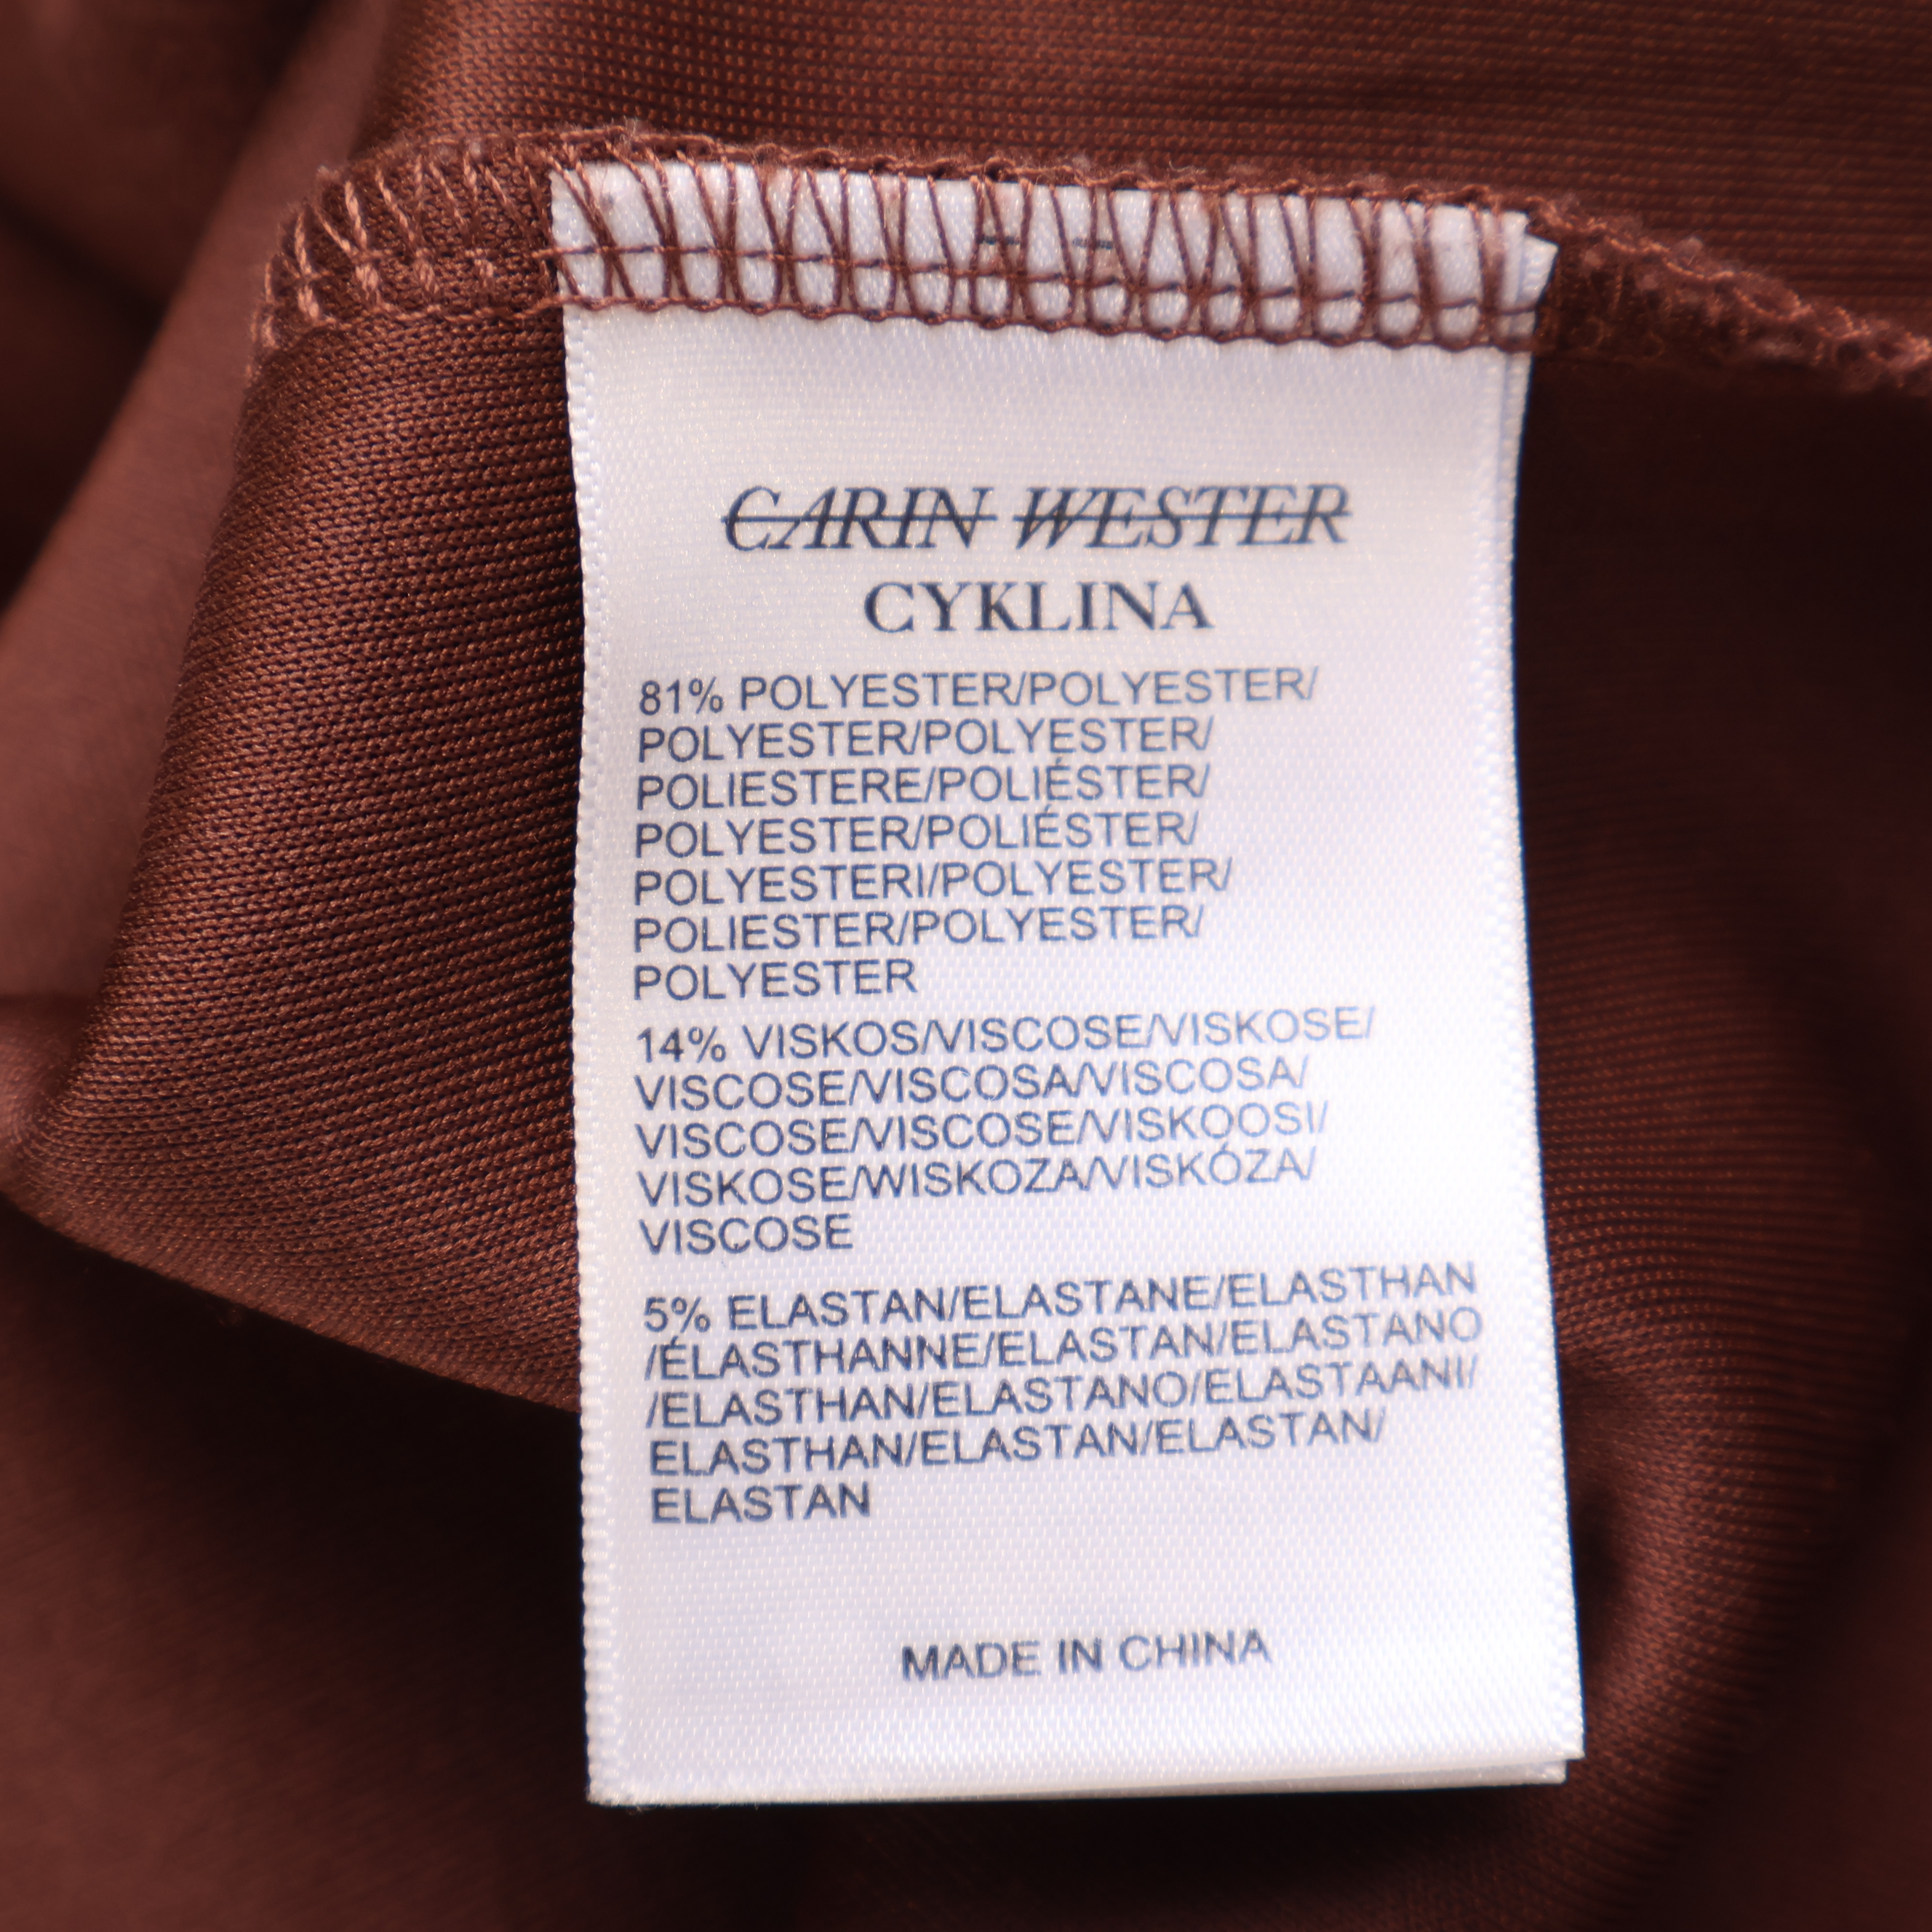 CARIN WESTER
CYKLINA
81% POLYESTER/POLYESTER/
POLYESTER/POLYESTER/
POLIESTERE/POLIÉSTER/
POLYESTER/POLIÉSTER/
POLYESTERI/POLYESTER/
POLIESTER/POLYESTER/
POLYESTER
14% VISKOS/VISCOSE/VISKOSE/
VISCOSE/VISCOSA/VISCOSA/
VISCOSE/VISCOSE/VISKOOSI/
VISKOSE/WISKOZA/VISKÓZA/
VISCOSE
5% ELASTAN/ELASTANE/ELASTHAN
/ÉLASTHANNE/ELASTAN/ELASTANO
/ELASTHAN/ELASTANO/ELASTAANI/
ELASTHAN/ELASTAN/ELASTAN/
ELASTAN
MADE IN CHINA